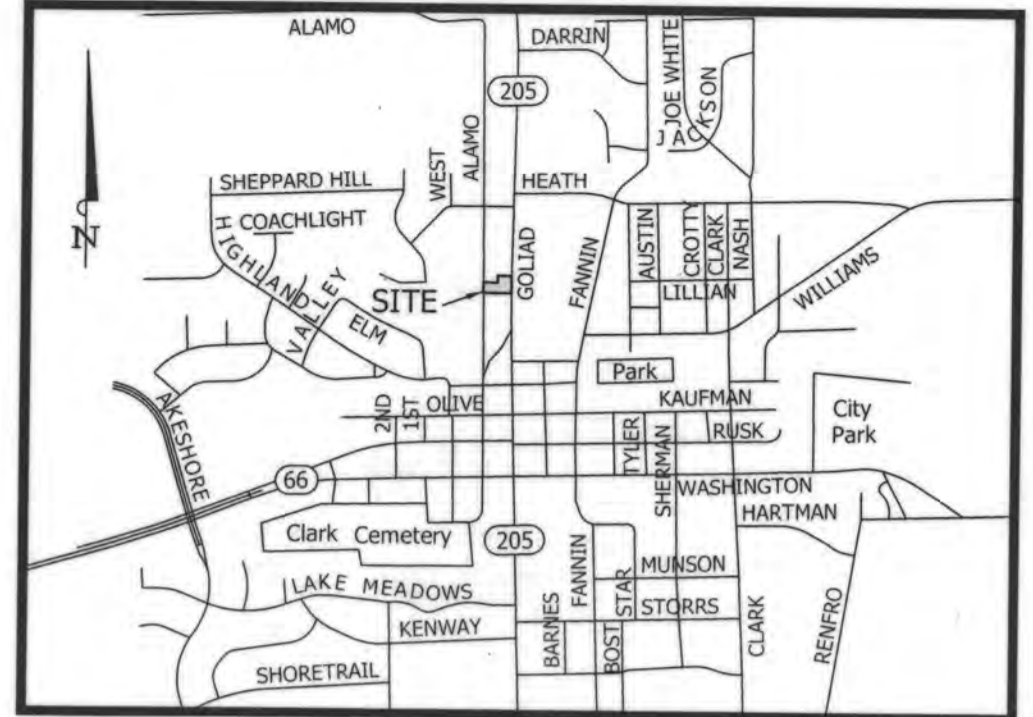 ALAMO
DARRIN
JOE WHITE
205
JACKSON
ALAMO
WEST
SHEPPARD HILL
HEATH
COACHLIGHT
HIGHLAND
AUSTIN
CROTTY
CLARK
NASH
N
GOLIAD
FANNIN
WILLIAMS
SITE
LILLIAN
VALLEY
ELM
Park
KAUFMAN
2ND
1ST
OLIVE
City
Park
AKESHORE
TYLER
SHERMAN
RUSK
66
WASHINGTON
HARTMAN
Clark Cemetery
205
MUNSON
FANNIN
STAR
LAKE MEADOWS
STORRS
KENWAY
BARNES
BOST
CLARK
RENFRO
SHORETRAIL